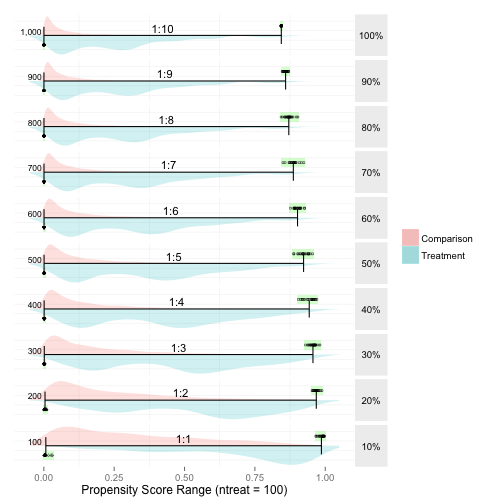 1,000 1:10 100%
900 1:9 90%
800 1:8 80%
700 1:7 70%
600 1:6 60%
500 1:5 50%
Comparison
Treatment
400 1:4 40%
300 1:3 30%
200 1:2 20%
100 1:1 10%
0.00 0.25 0.50 0.75 1.00
Propensity Score Range (ntreat = 100)